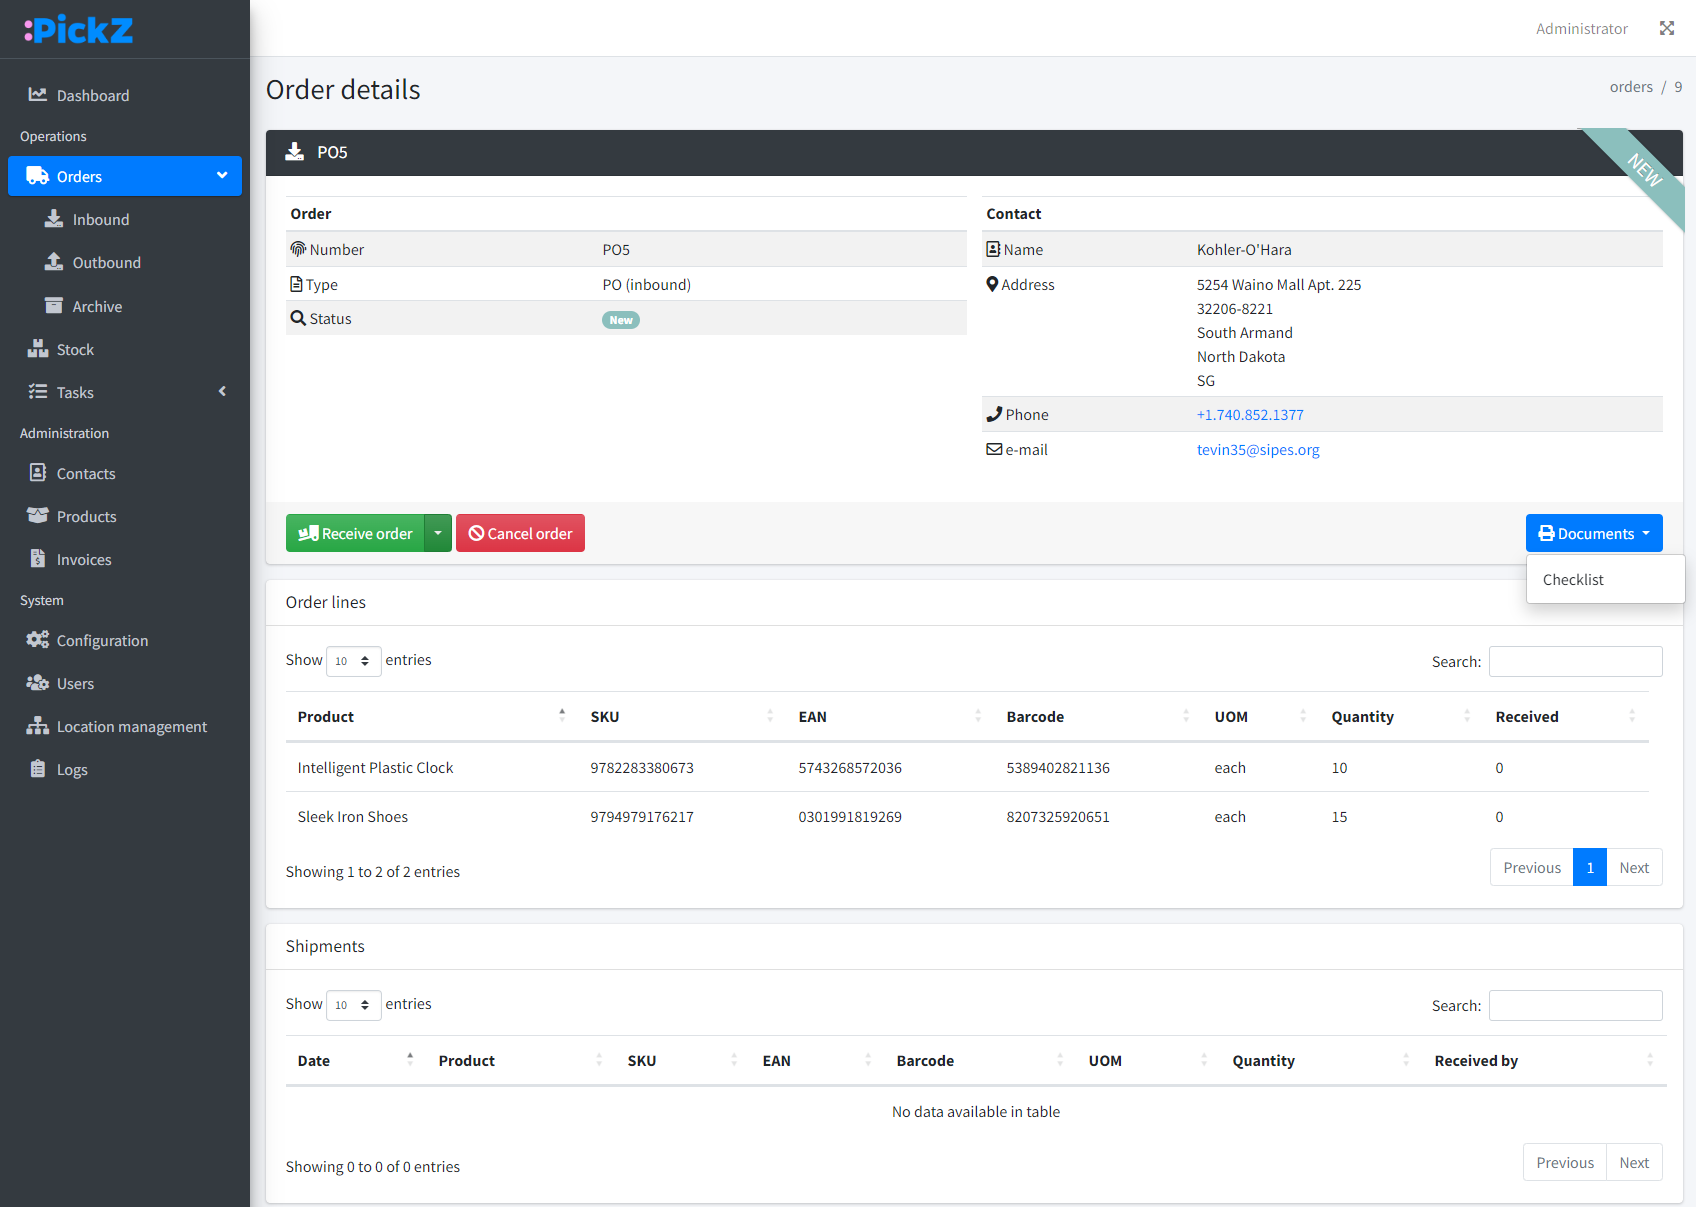 :PickZ
Administrator
Dashboard
Operations
Orders
Inbound
Outbound
Archive
Stock
Tasks
Administration
Contacts
Products
Invoices
System
Configuration
Users
Location management
Logs
Order details
orders / 9
PO5
NEW
Order
Number PO5
Type PO (inbound)
Status New
Contact
Name Kohler-O'Hara
Address 5254 Waino Mall Apt. 225
32206-8221
South Armand
North Dakota
SG
Phone +1.740.852.1377
e-mail tevin35@sipes.org
Receive order Cancel order Documents
Checklist
Order lines
Show 10 entries Search:
Product SKU EAN Barcode UOM Quantity Received
Intelligent Plastic Clock 9782283380673 5743268572036 5389402821136 each 10 0
Sleek Iron Shoes 9794979176217 0301991819269 8207325920651 each 15 0
Showing 1 to 2 of 2 entries Previous 1 Next
Shipments
Show 10 entries Search:
Date Product SKU EAN Barcode UOM Quantity Received by
No data available in table
Showing 0 to 0 of 0 entries Previous Next